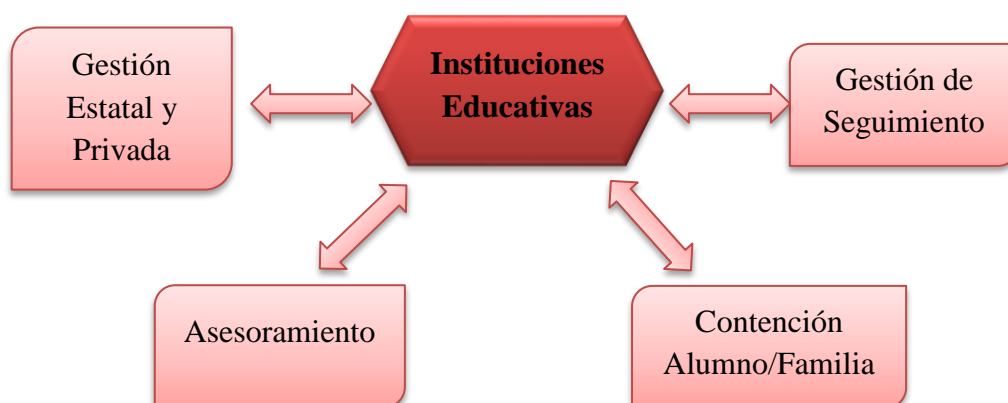 Gestión
Estatal y
Privada
Instituciones
Educativas
Gestión de
Seguimiento
Asesoramiento
Contención
Alumno/Familia